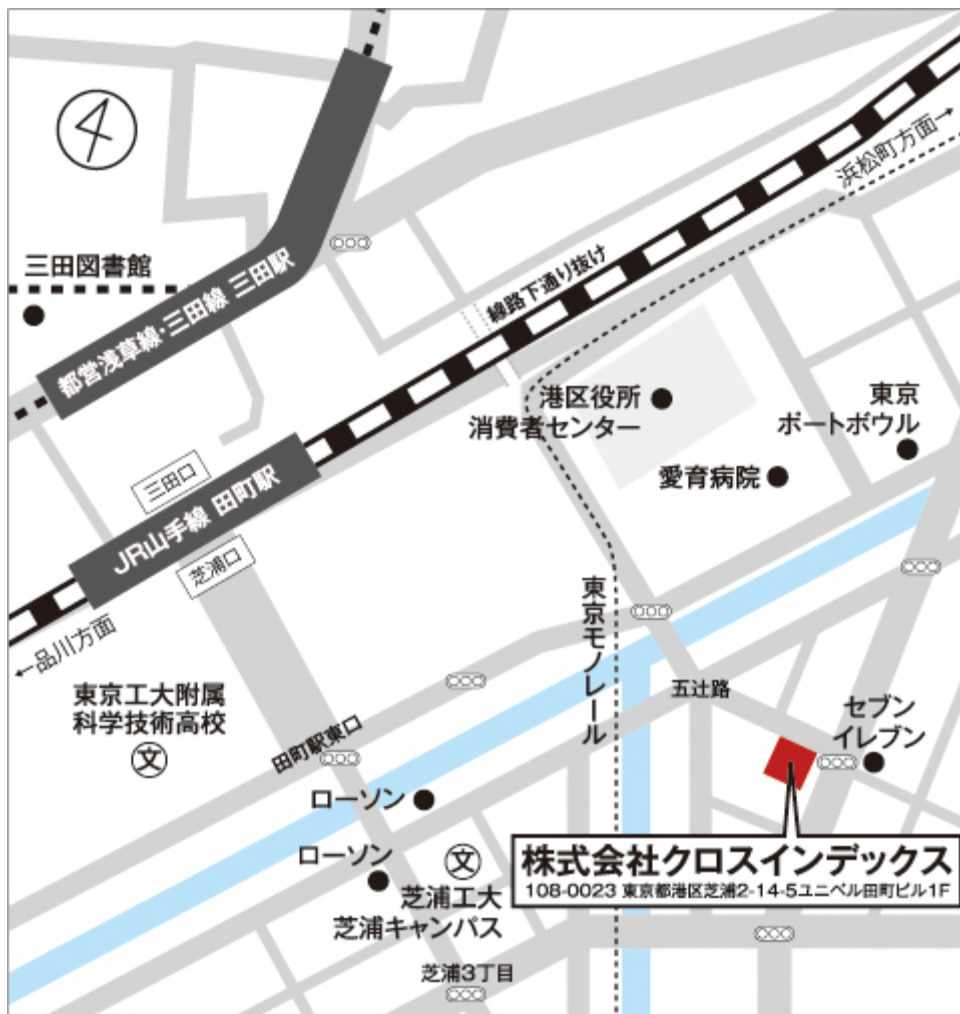 三田図書館
都営浅草線・三田線 三田駅
線路下通り抜け
浜松町方面→
港区役所
消費者センター
東京
ポートボウル
愛育病院
三田口
JR山手線 田町駅
芝浦口
←品川方面
東京工大附属
科学技術高校
文
東京モノレール
五辻路
田町駅東口
セブン
イレブン
ローソン
ローソン
文
芝浦工大
芝浦キャンパス
株式会社クロスインデックス
108-0023 東京都港区芝浦2-14-5ユニベル田町ビル1F
芝浦3丁目